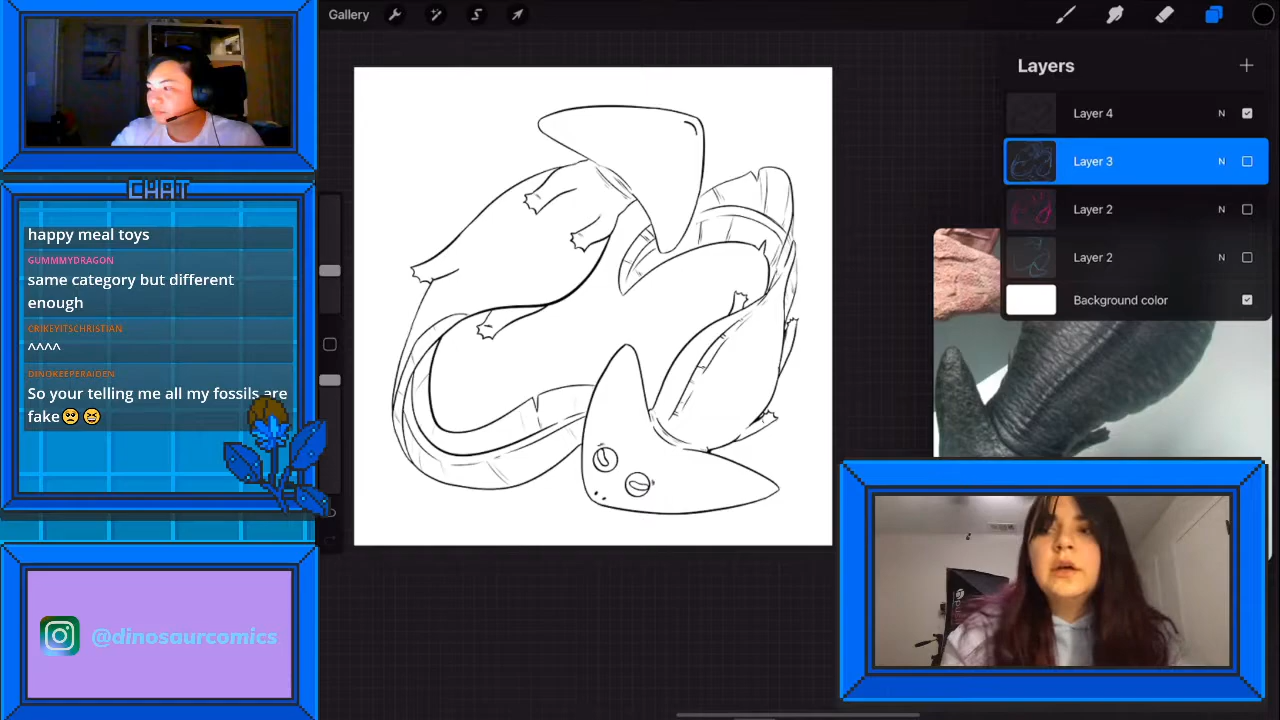 Gallery
Layers
Layer 4 N
Layer 3 N
Layer 2 N
Layer 2 N
Background color
CHAT
happy meal toys
GUMMMYDRAGON
same category but different
enough
CRIKEYITSCHRISTIAN
^^^^
DINOKEEPERAIDEN
So your telling me all my fossils are
fake🥺 😆
@dinosaurcomics